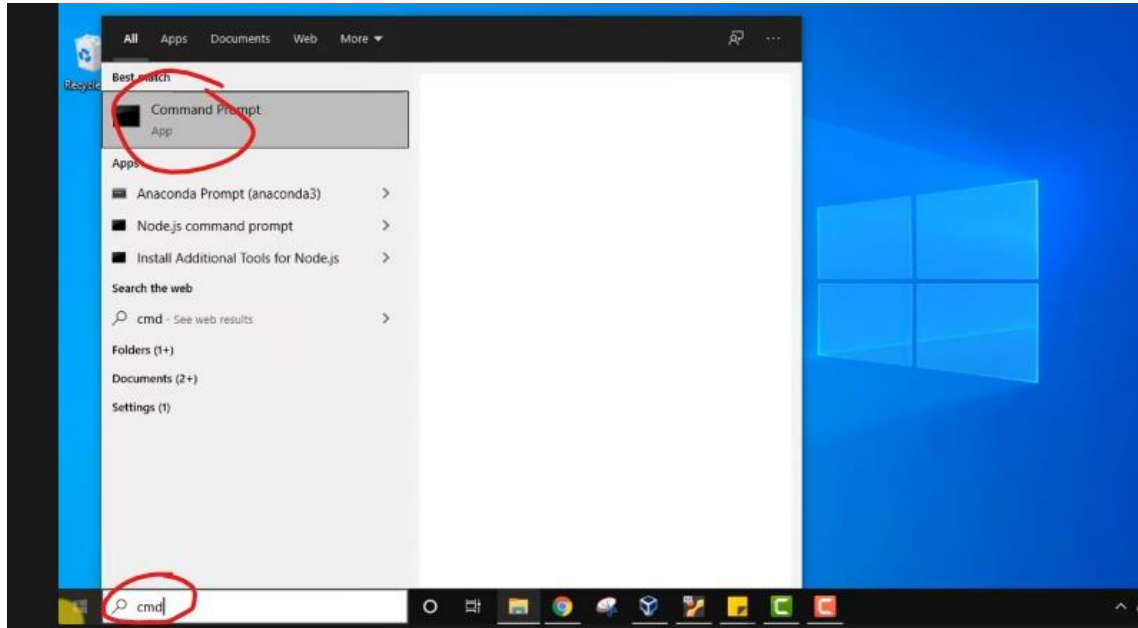 All Apps Documents Web More
Best match
Command Prompt
App
Apps
Anaconda Prompt (anaconda3)
Node.js command prompt
Install Additional Tools for Node.js
Search the web
cmd - See web results
Folders (1+)
Documents (2+)
Settings (1)
cmd